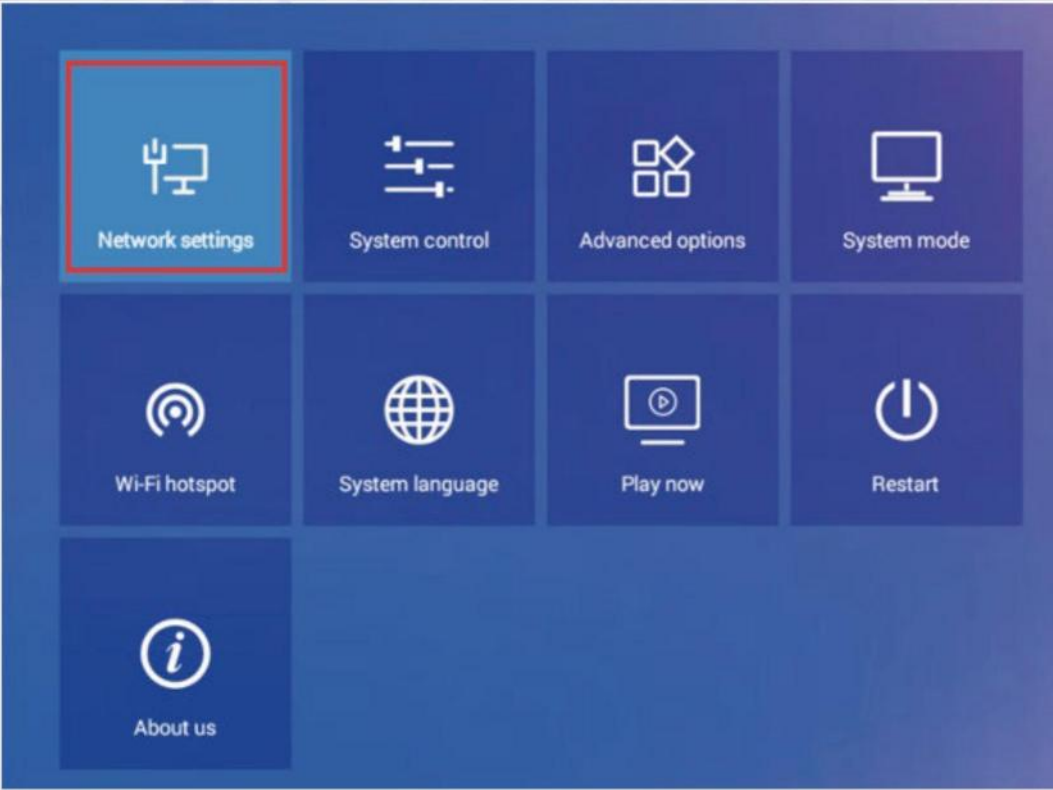 Network settings
System control
Advanced options
System mode
Wi-Fi hotspot
System language
Play now
Restart
About us